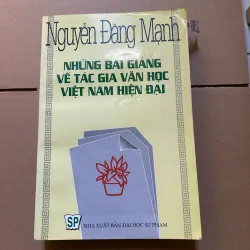 Nguyễn Đăng Mạnh
NHỮNG BÀI GIẢNG
VỀ TÁC GIA VĂN HỌC
VIỆT NAM HIỆN ĐẠI
SP
NHÀ XUẤT BẢN ĐẠI HỌC SƯ PHẠM